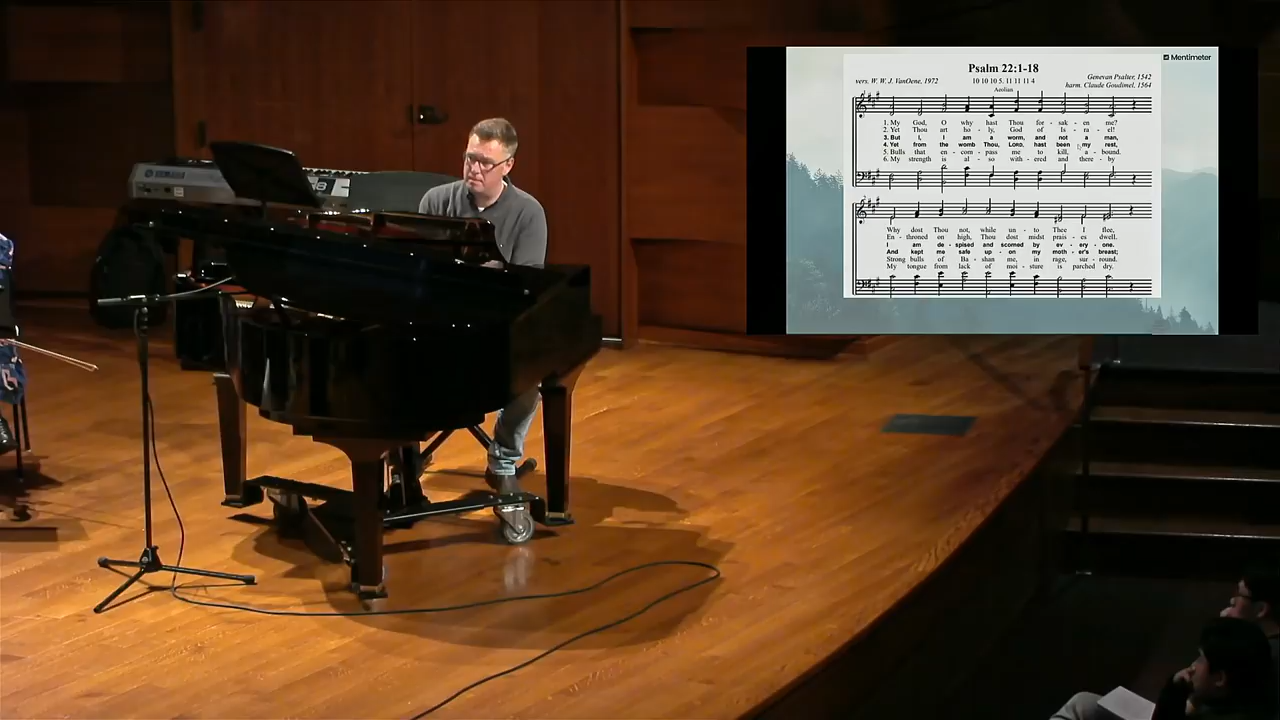 YAMAHA
Mentimeter
Psalm 22:1-18
vers. W. W. J. VanOene, 1972
10 10 10 5. 11 11 11 4
Genevan Psalter, 1542
harm. Claude Goudimel, 1564
Aeolian
1. My God, O why hast Thou for - sak - en me?
2. Yet Thou art ho - ly, God of Is - ra - el!
3. But I, I am a worm, and not a man,
4. Yet from the womb Thou, LORD, hast been my rest,
5. Bulls that en - com - pass me to kill, a - bound.
6. My strength is al - so with - ered and there - by
Why dost Thou not, while un - to Thee I flee,
En - throned on high, Thou dost midst prais - es dwell.
I am de - spised and scorned by ev - ery - one.
And kept me safe up - on my moth - er's breast;
Strong bulls of Ba - shan me, in rage, sur - round.
My tongue from lack of moi - sture is parched dry.